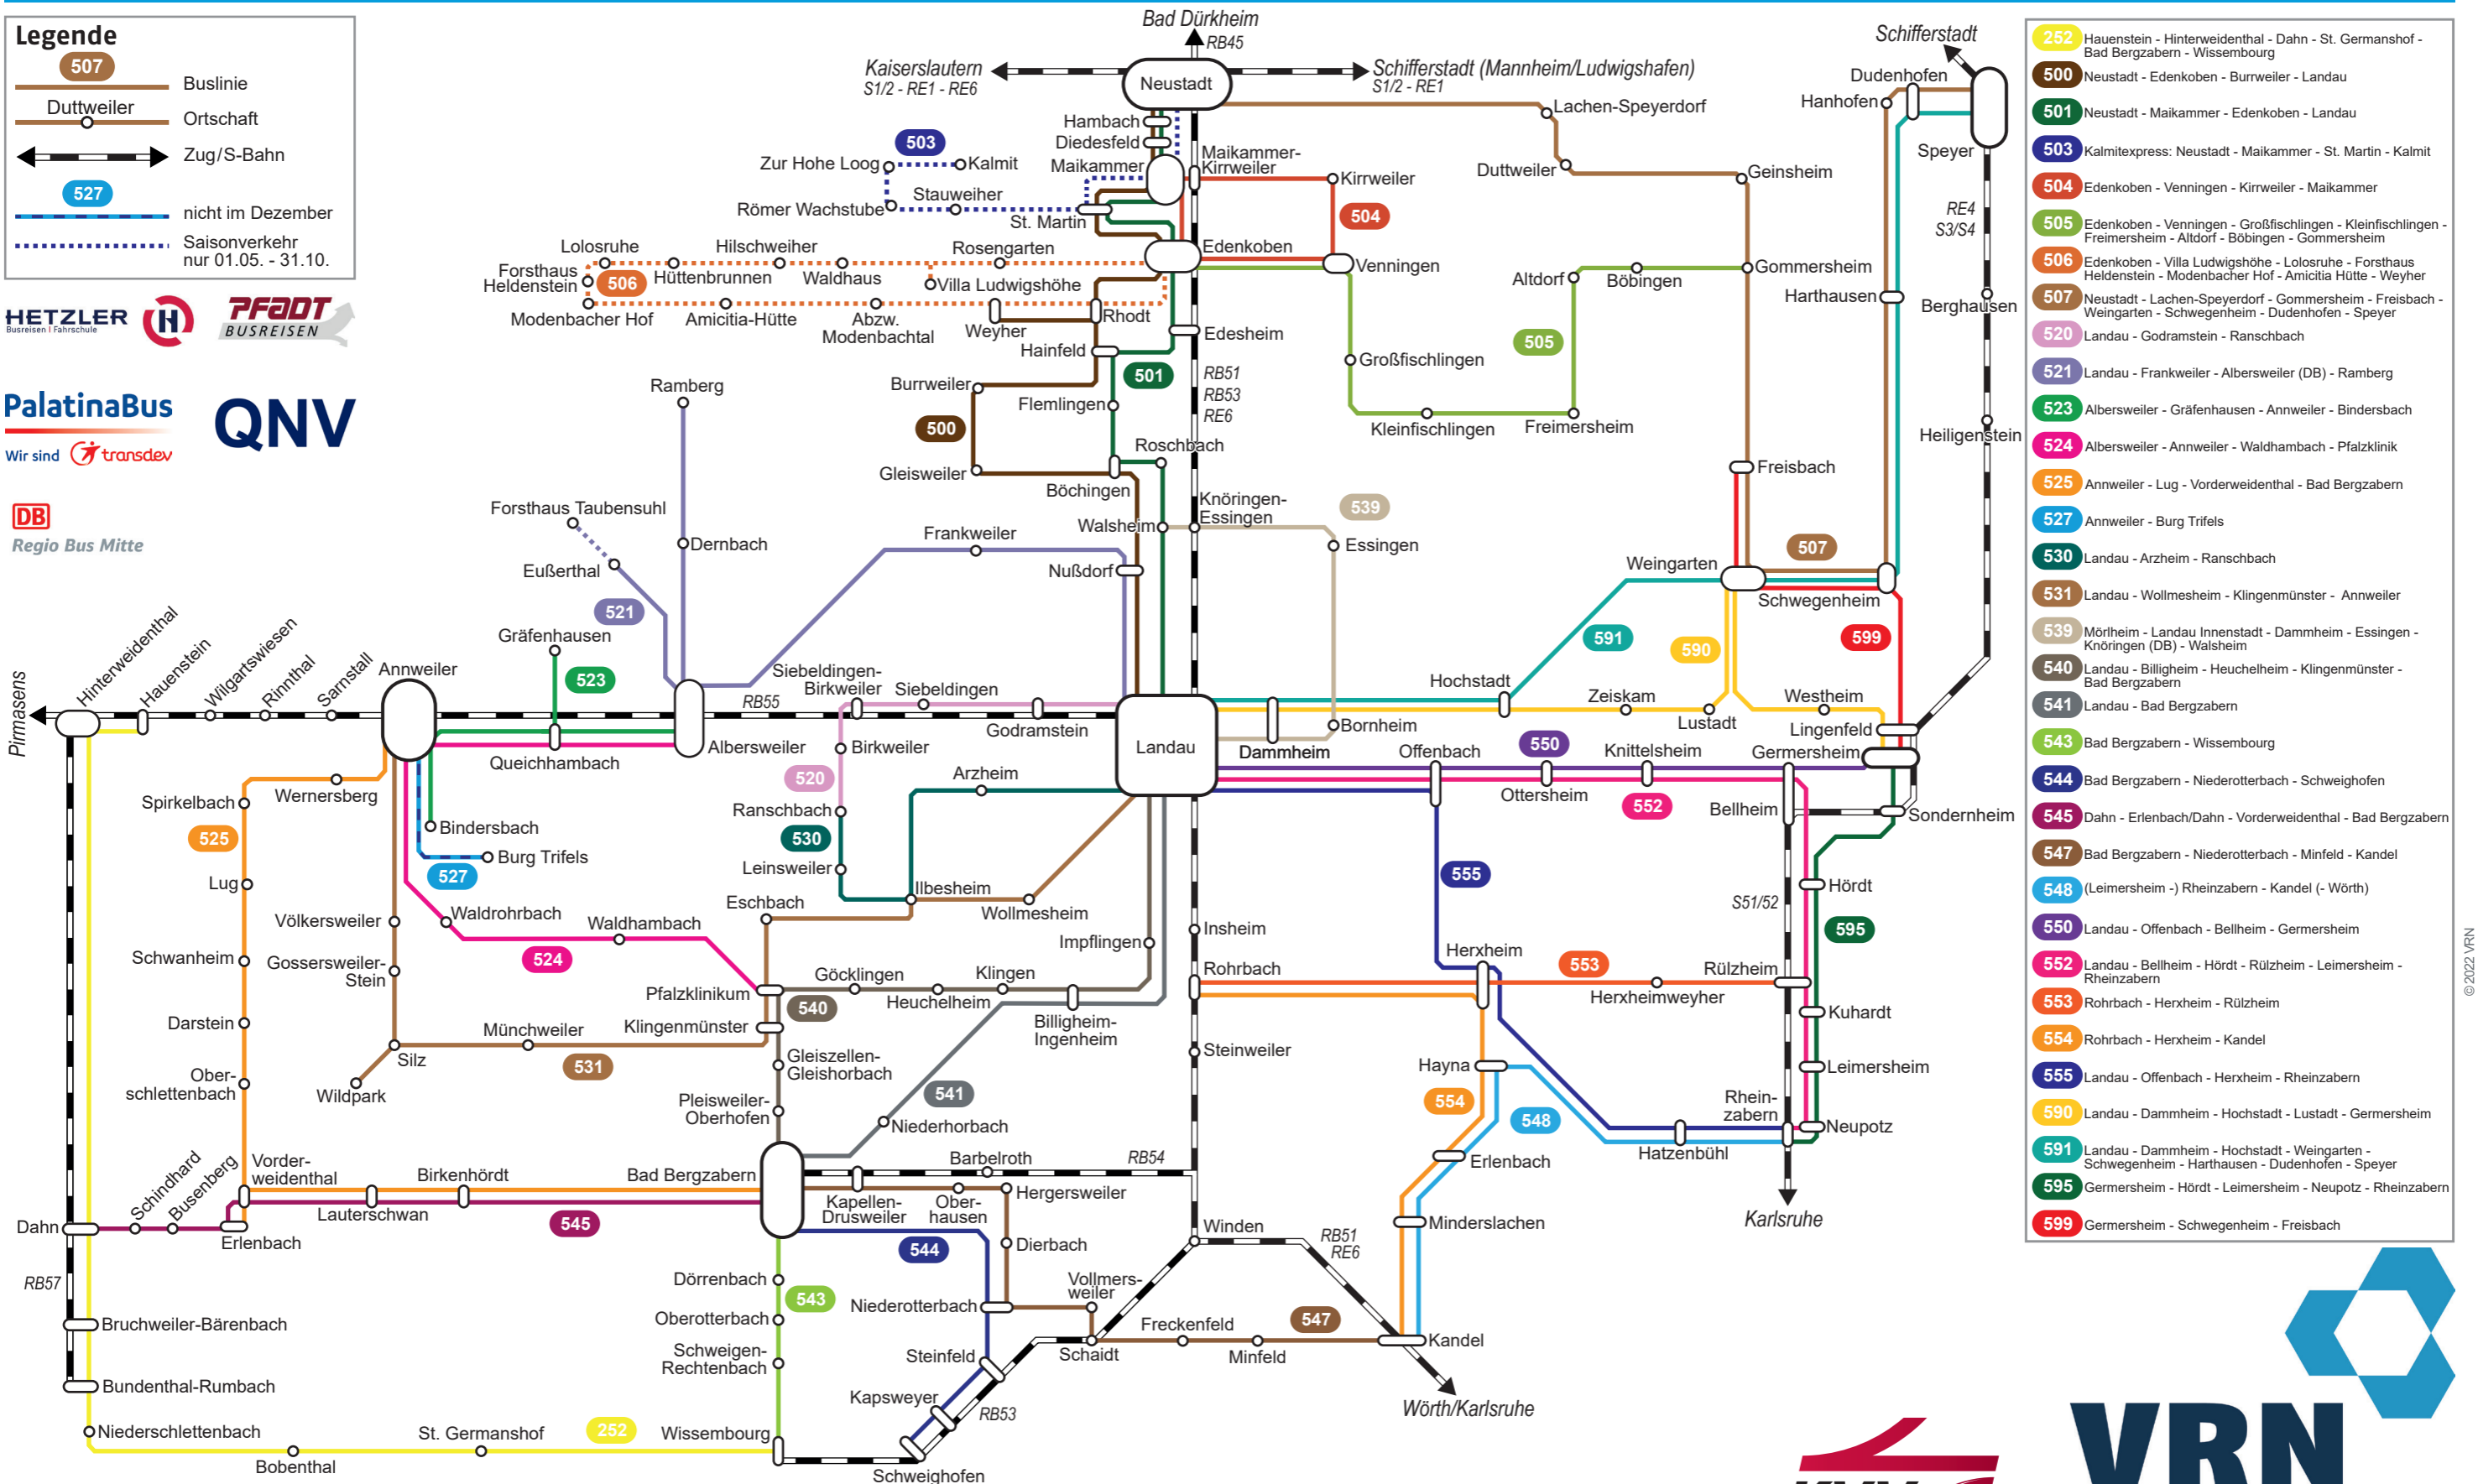 Legende
507
Buslinie
Duttweiler
Ortschaft
Zug/S-Bahn
527
nicht im Dezember
Saisonverkehr
nur 01.05. - 31.10.
HETZLER
Busreisen | Fahrschule
H
PFADT
BUSREISEN
PalatinaBus
Wir sind transdev
QNV
DB
Regio Bus Mitte
Bad Dürkheim
RB45
Kaiserslautern
S1/2 - RE1 - RE6
Neustadt
Schifferstadt (Mannheim/Ludwigshafen)
S1/2 - RE1
Schifferstadt
Dudenhofen
Hanhofen
Speyer
Lachen-Speyerdorf
Hambach
Diedesfeld
Maikammer
Maikammer-
Kirrweiler
503
Zur Hohe Loog
Kalmit
Römer Wachstube
Stauweiher
St. Martin
Kirrweiler
504
Duttweiler
Geinsheim
RE4
S3/S4
Lolosruhe
Hilschweiher
Rosengarten
Edenkoben
Venningen
Forsthaus
Heldenstein
506
Hüttenbrunnen
Waldhaus
Villa Ludwigshöhe
Modenbacher Hof
Amicitia-Hütte
Abzw.
Modenbachtal
Weyher
Rhodt
Edesheim
Hainfeld
Altdorf
Böbingen
Gommersheim
Harthausen
Berghausen
Großfischlingen
505
Kleinfischlingen
Freimersheim
Heiligenstein
Ramberg
Burrweiler
501
RB51
RB53
RE6
Flemlingen
500
Roschbach
Gleisweiler
Böchingen
Freisbach
Forsthaus Taubensuhl
Dernbach
Frankweiler
Walsheim
Knöringen-
Essingen
539
Essingen
Eußerthal
Nußdorf
Weingarten
507
521
Schwegenheim
Gräfenhausen
523
591
590
599
Pirmasens
Hinterweidenthal
Hauenstein
Wilgartswiesen
Rinnthal
Sarnstall
Annweiler
Siebeldingen-
Birkweiler
Siebeldingen
RB55
Godramstein
Hochstadt
Zeiskam
Lustadt
Westheim
Lingenfeld
Bornheim
Dammheim
Landau
Albersweiler
Birkweiler
Queichhambach
Offenbach
550
Knittelsheim
Germersheim
520
Arzheim
Ottersheim
552
Bellheim
Sondernheim
Wernersberg
Spirkelbach
525
Bindersbach
Burg Trifels
527
Ranschbach
530
Leinsweiler
Lug
555
Hördt
S51/52
595
Ilbesheim
Eschbach
Wollmesheim
Völkersweiler
Waldrohrbach
Waldhambach
Impflingen
Insheim
Herxheim
Schwanheim
Gossersweiler-
Stein
524
Göcklingen
Klingen
Rohrbach
553
Rülzheim
Pfalzklinikum
540
Heuchelheim
Herxheimweyher
Darstein
Münchweiler
Klingenmünster
Billigheim-
Ingenheim
Kuhardt
Silz
531
Gleiszellen-
Gleishorbach
Steinweiler
Hayna
Leimersheim
Ober-
schlettenbach
Wildpark
541
Pleisweiler-
Oberhofen
Niederhorbach
554
548
Rhein-
zabern
Neupotz
Hatzenbühl
Erlenbach
Schindhard
Busenberg
Vorder-
weidenthal
Birkenhördt
Bad Bergzabern
Barbelroth
RB54
Lauterschwan
545
Kapellen-
Drusweiler
Ober-
hausen
Hergersweiler
Dahn
Erlenbach
Winden
RB51
RE6
Minderslachen
Karlsruhe
544
Dierbach
RB57
Dörrenbach
543
Niederotterbach
Vollmers-
weiler
Oberotterbach
Freckenfeld
547
Kandel
Bruchweiler-Bärenbach
Schweigen-
Rechtenbach
Steinfeld
Schaidt
Minfeld
Bundenthal-Rumbach
Kapsweyer
RB53
Wörth/Karlsruhe
Niederschlettenbach
St. Germanshof
252
Wissembourg
Bobenthal
Schweighofen
252 Hauenstein - Hinterweidenthal - Dahn - St. Germanshof -
Bad Bergzabern - Wissembourg
500 Neustadt - Edenkoben - Burrweiler - Landau
501 Neustadt - Maikammer - Edenkoben - Landau
503 Kalmitexpress: Neustadt - Maikammer - St. Martin - Kalmit
504 Edenkoben - Venningen - Kirrweiler - Maikammer
505 Edenkoben - Venningen - Großfischlingen - Kleinfischlingen -
Freimersheim - Altdorf - Böbingen - Gommersheim
506 Edenkoben - Villa Ludwigshöhe - Lolosruhe - Forsthaus
Heldenstein - Modenbacher Hof - Amicitia Hütte - Weyher
507 Neustadt - Lachen-Speyerdorf - Gommersheim - Freisbach -
Weingarten - Schwegenheim - Dudenhofen - Speyer
520 Landau - Godramstein - Ranschbach
521 Landau - Frankweiler - Albersweiler (DB) - Ramberg
523 Albersweiler - Gräfenhausen - Annweiler - Bindersbach
524 Albersweiler - Annweiler - Waldhambach - Pfalzklinik
525 Annweiler - Lug - Vorderweidenthal - Bad Bergzabern
527 Annweiler - Burg Trifels
530 Landau - Arzheim - Ranschbach
531 Landau - Wollmesheim - Klingenmünster - Annweiler
539 Mörlheim - Landau Innenstadt - Dammheim - Essingen -
Knöringen (DB) - Walsheim
540 Landau - Billigheim - Heuchelheim - Klingenmünster -
Bad Bergzabern
541 Landau - Bad Bergzabern
543 Bad Bergzabern - Wissembourg
544 Bad Bergzabern - Niederotterbach - Schweighofen
545 Dahn - Erlenbach/Dahn - Vorderweidenthal - Bad Bergzabern
547 Bad Bergzabern - Niederotterbach - Minfeld - Kandel
548 (Leimersheim -) Rheinzabern - Kandel (- Wörth)
550 Landau - Offenbach - Bellheim - Germersheim
552 Landau - Bellheim - Hördt - Rülzheim - Leimersheim -
Rheinzabern
553 Rohrbach - Herxheim - Rülzheim
554 Rohrbach - Herxheim - Kandel
555 Landau - Offenbach - Herxheim - Rheinzabern
590 Landau - Dammheim - Hochstadt - Lustadt - Germersheim
591 Landau - Dammheim - Hochstadt - Weingarten -
Schwegenheim - Harthausen - Dudenhofen - Speyer
595 Germersheim - Hördt - Leimersheim - Neupotz - Rheinzabern
599 Germersheim - Schwegenheim - Freisbach
© 2022 VRN
VRN